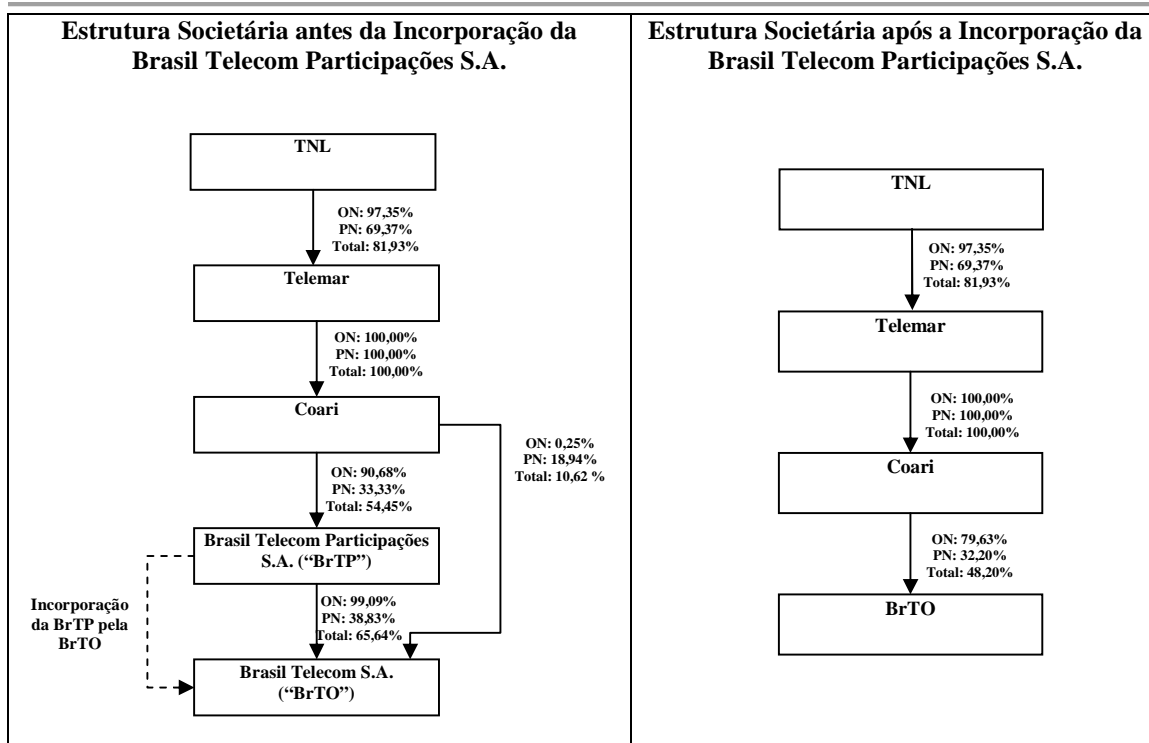 Estrutura Societária antes da Incorporação da
Brasil Telecom Participações S.A.
TNL
ON: 97,35%
PN: 69,37%
Total: 81,93%
Telemar
ON: 100,00%
PN: 100,00%
Total: 100,00%
Coari
ON: 0,25%
PN: 18,94%
Total: 10,62 %
ON: 90,68%
PN: 33,33%
Total: 54,45%
Brasil Telecom Participações
S.A. (“BrTP”)
Incorporação
da BrTP pela
BrTO
ON: 99,09%
PN: 38,83%
Total: 65,64%
Brasil Telecom S.A.
(“BrTO”)
Estrutura Societária após a Incorporação da
Brasil Telecom Participações S.A.
TNL
ON: 97,35%
PN: 69,37%
Total: 81,93%
Telemar
ON: 100,00%
PN: 100,00%
Total: 100,00%
Coari
ON: 79,63%
PN: 32,20%
Total: 48,20%
BrTO